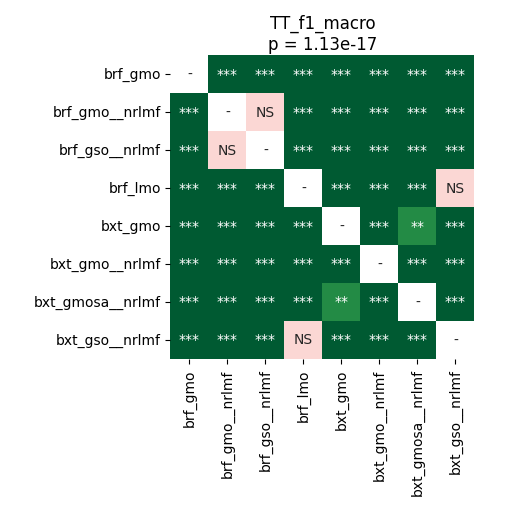 TT_f1_macro
p = 1.13e-17
brf_gmo - *** *** *** *** *** *** ***
brf_gmo__nrlmf *** - NS *** *** *** *** ***
brf_gso__nrlmf *** NS - *** *** *** *** ***
brf_lmo *** *** *** - *** *** *** NS
bxt_gmo *** *** *** *** - *** ** ***
bxt_gmo__nrlmf *** *** *** *** *** - *** ***
bxt_gmosa__nrlmf *** *** *** *** ** *** - ***
bxt_gso__nrlmf *** *** *** NS *** *** *** -
brf_gmo
brf_gmo__nrlmf
brf_gso__nrlmf
brf_lmo
bxt_gmo
bxt_gmo__nrlmf
bxt_gmosa__nrlmf
bxt_gso__nrlmf